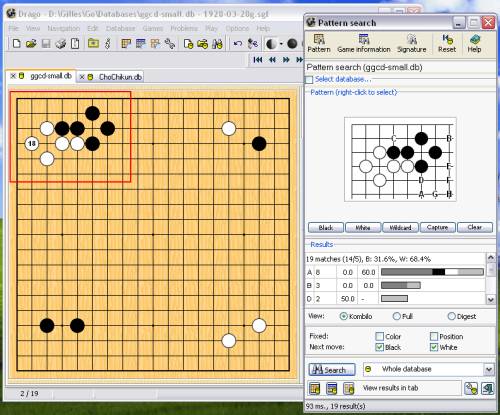 Drago - D:\Gilles\Go\Databases\ggcd-small.db - 1928-03-20g.sgf
File View Navigation Edit Database Games Problems Play Options Help
ggcd-small.db ChoChikun.db
18
2 / 19
Pattern search
Pattern Game information Signature Reset Help
Pattern search (ggcd-small.db)
Select database...
Pattern (right-click to select)
C B
E
D F
A G H
Black White Wildcard Capture Clear
Results
19 matches (14/5), B: 31.6%, W: 68.4%
A 8 0.0 60.0
B 3 0.0 0.0
D 2 50.0 -
View: Kombilo Full Digest
Fixed: Color Position
Next move: Black White
Search Whole database
View results in tab
93 ms., 19 result(s)